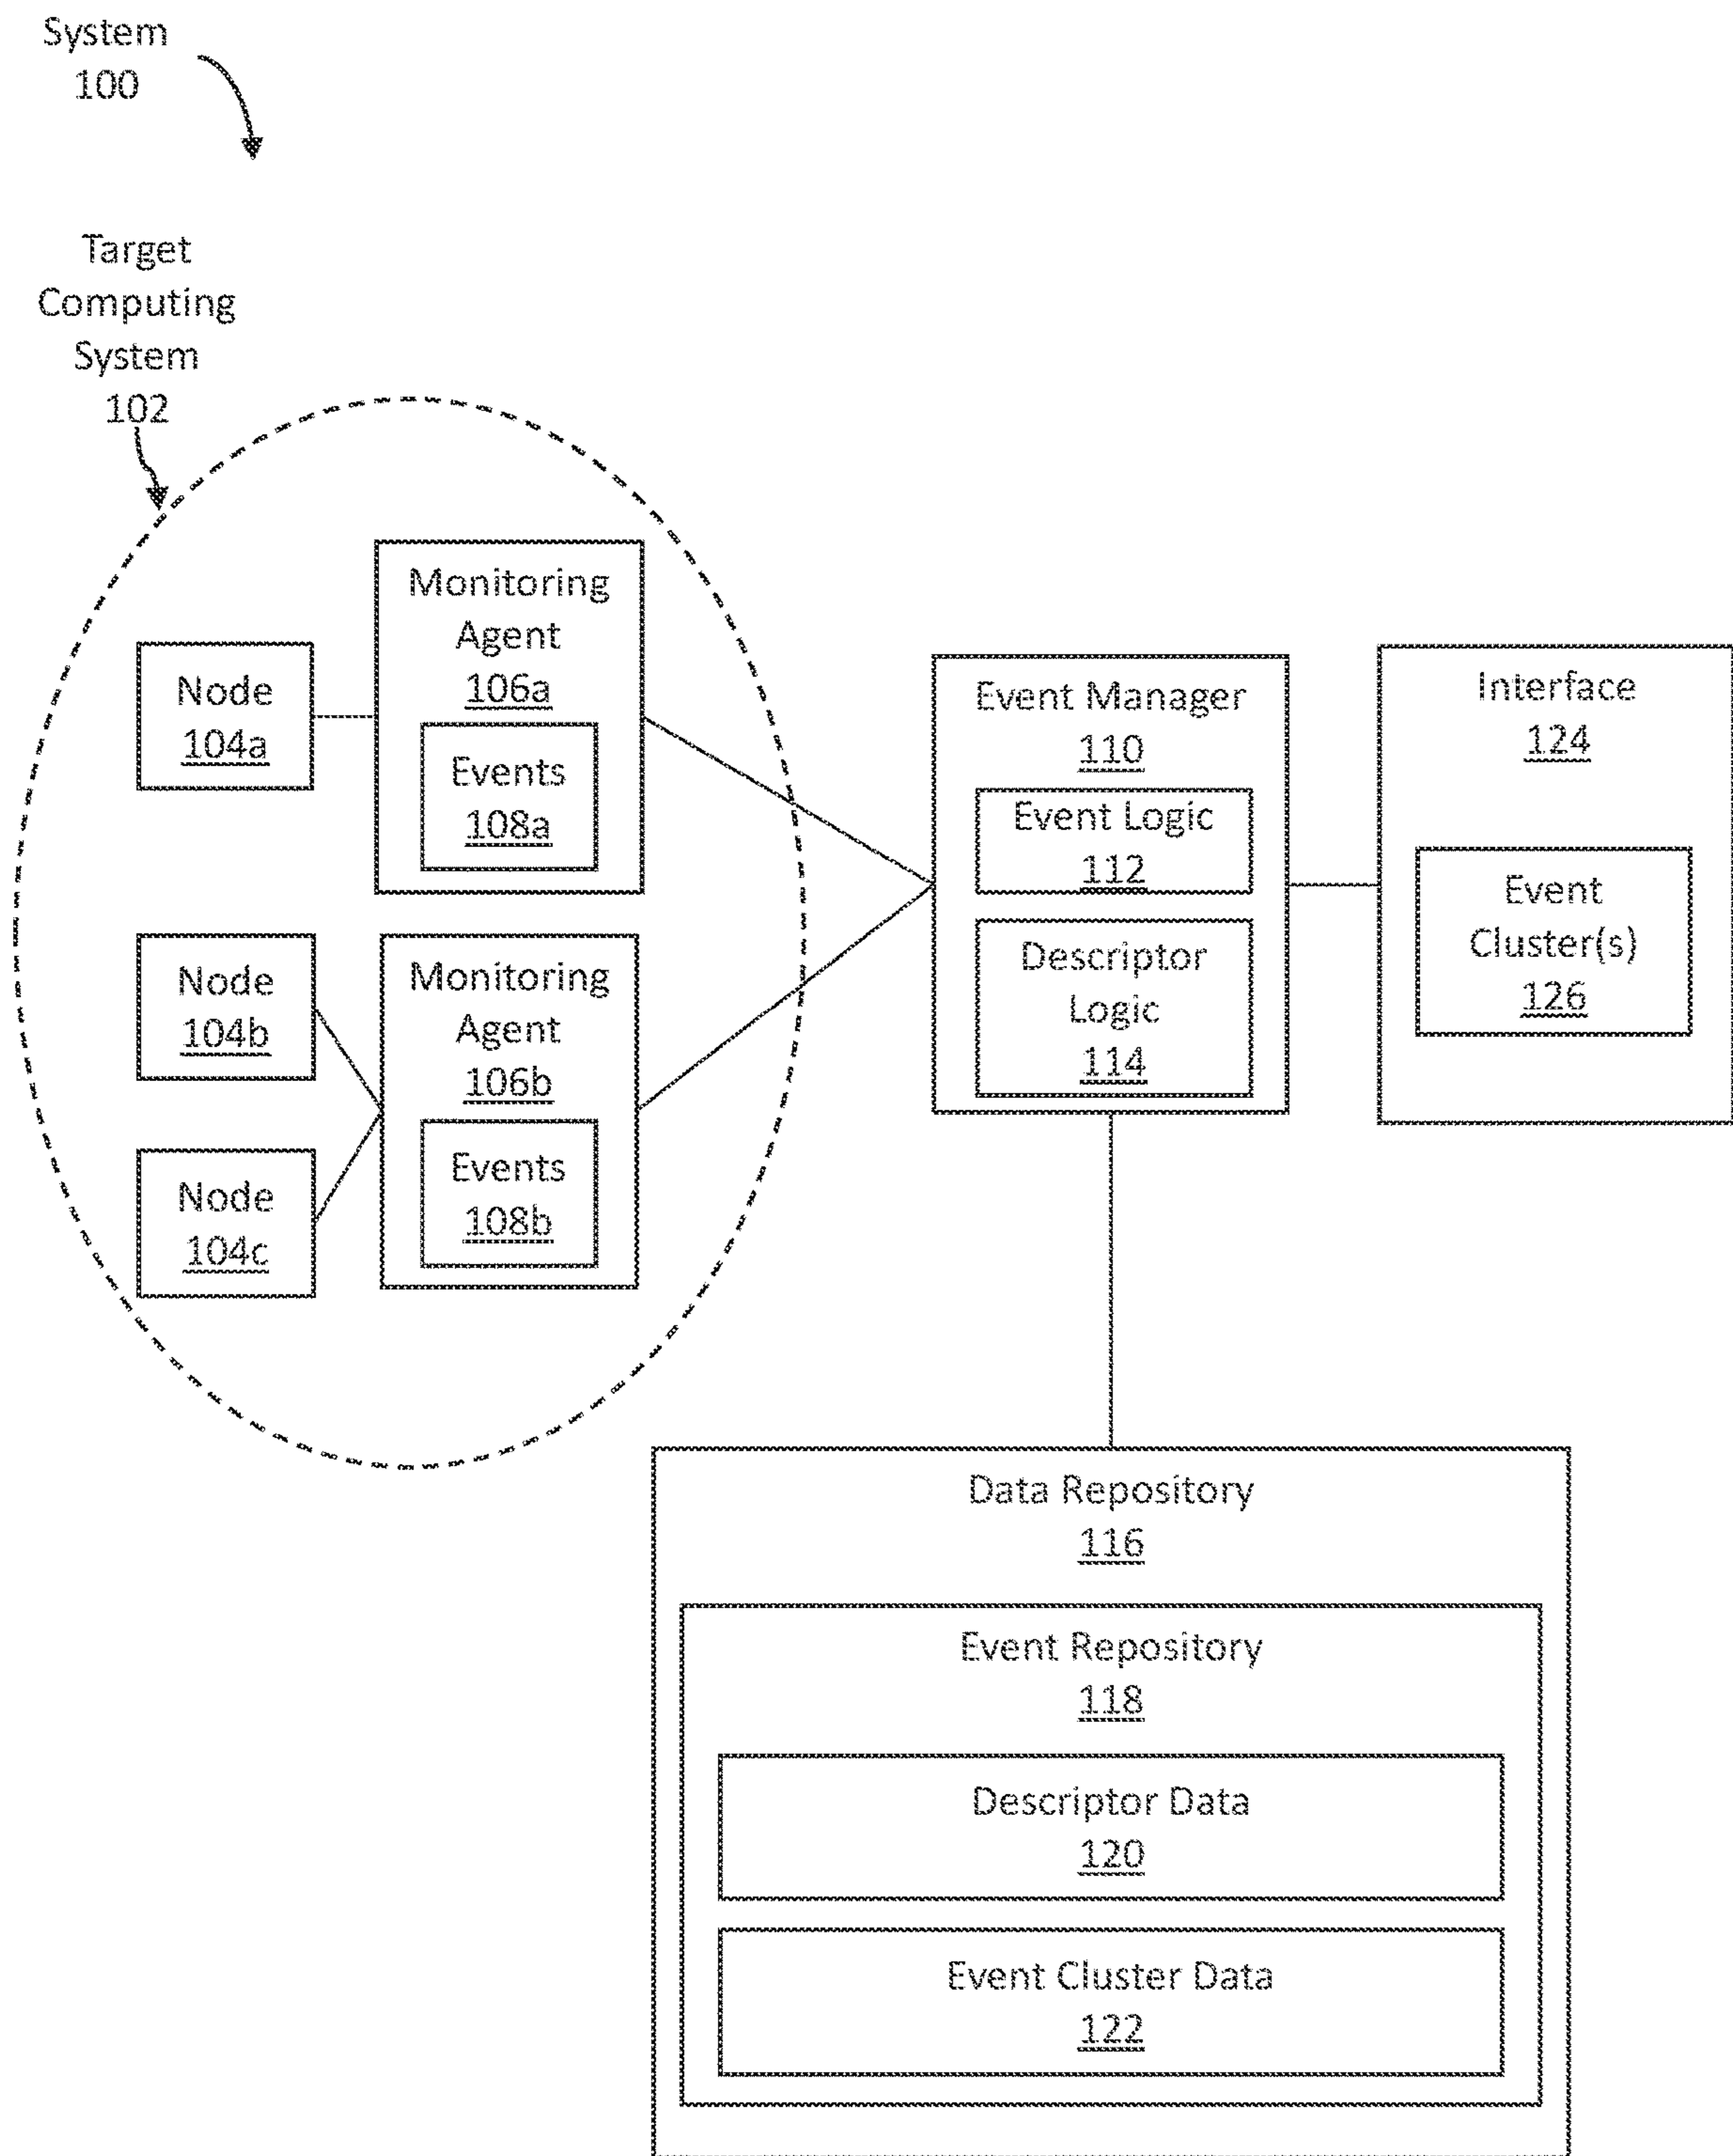 System
100
Target
Computing
System
102
Node
104a
Monitoring
Agent
106a
Events
108a
Node
104b
Node
104c
Monitoring
Agent
106b
Events
108b
Event Manager
110
Event Logic
112
Descriptor
Logic
114
Interface
124
Event
Cluster(s)
126
Data Repository
116
Event Repository
118
Descriptor Data
120
Event Cluster Data
122